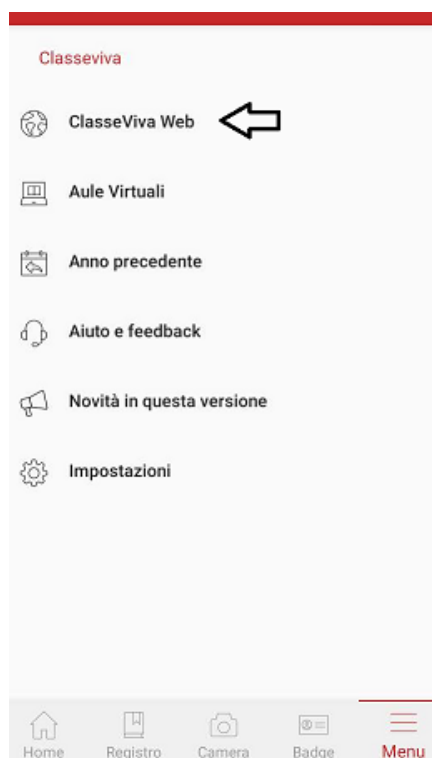 Classeviva
ClasseViva Web
Aule Virtuali
Anno precedente
Aiuto e feedback
Novità in questa versione
Impostazioni
Home Registro Camera Badge Menu